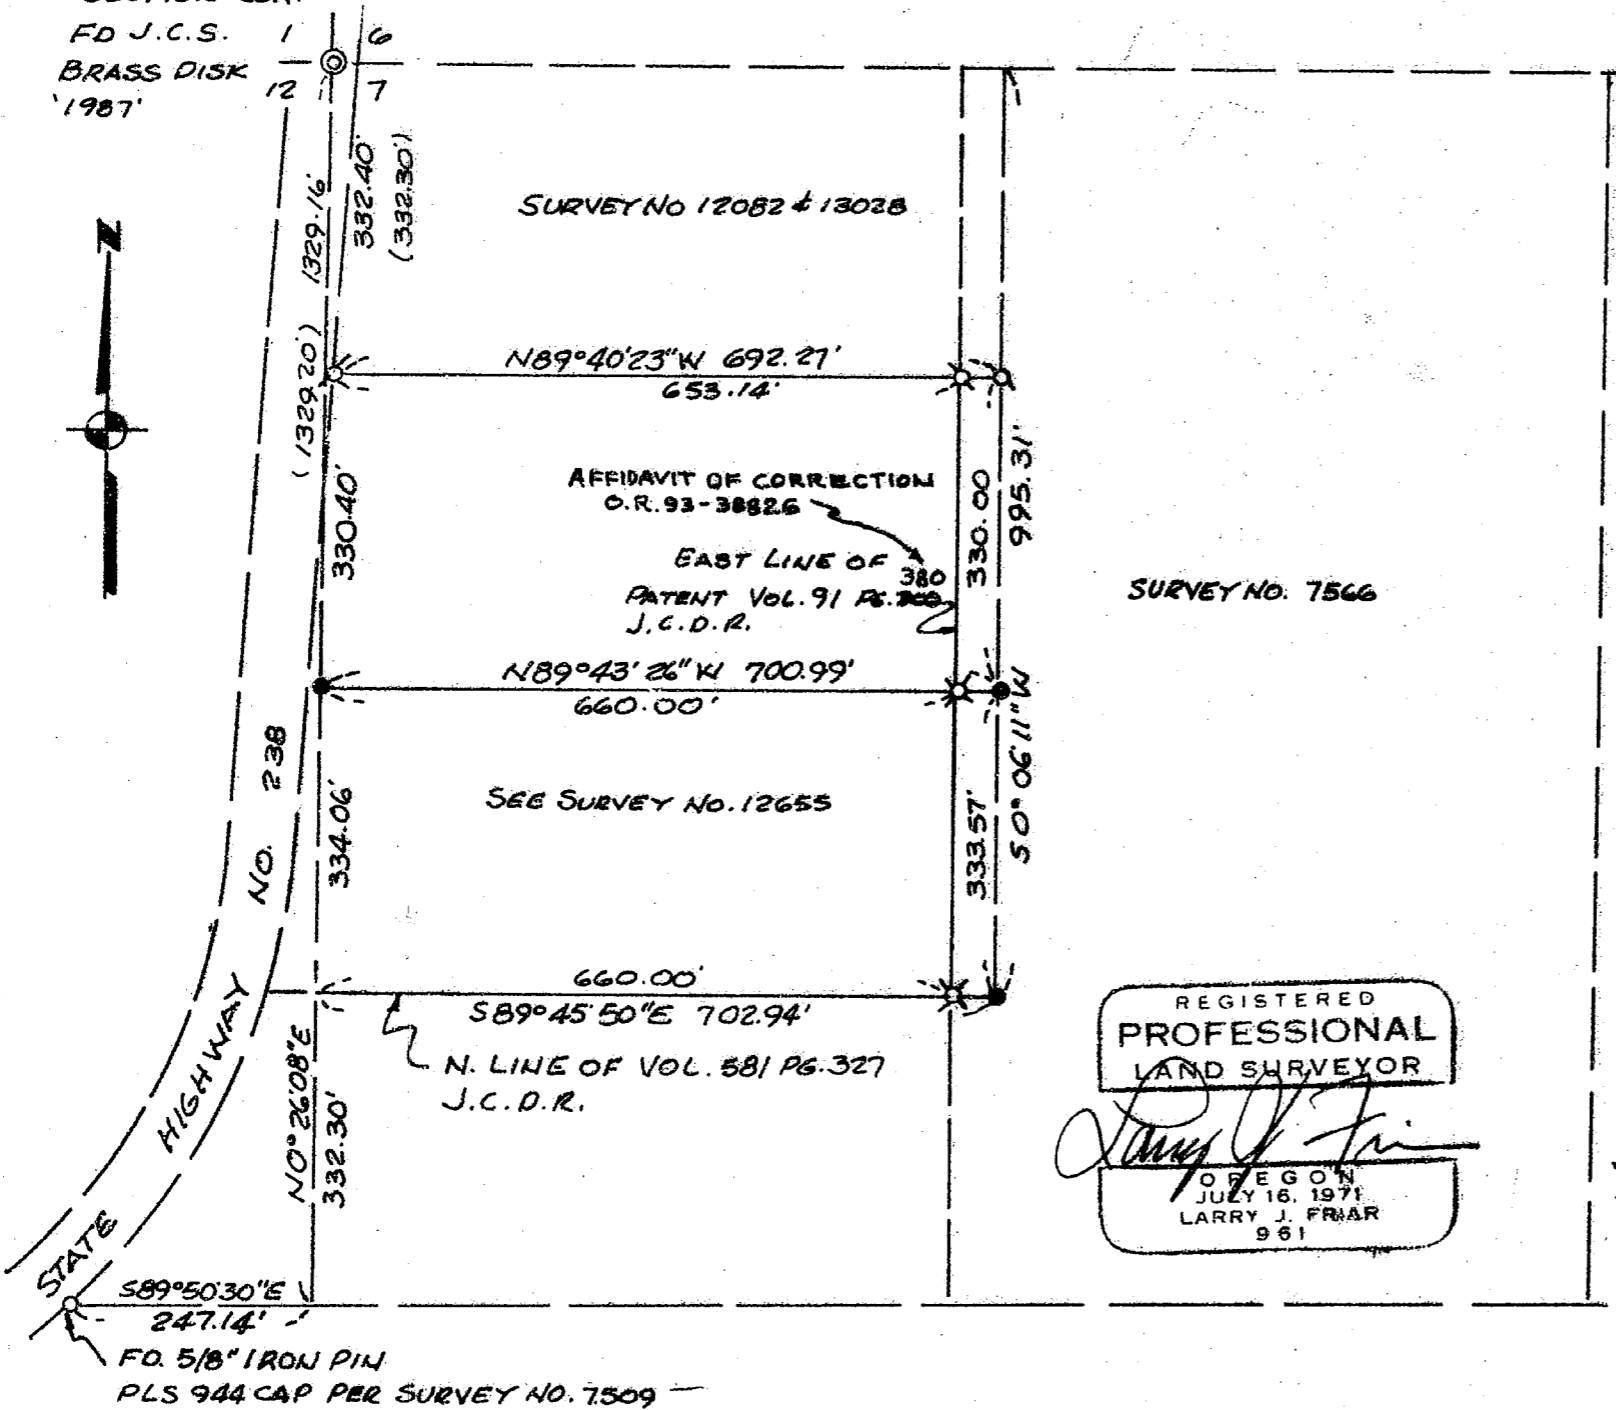 FD J.C.S.
BRASS DISK
'1987'
1
6
12
7
N
1329.16'
(1329.20')
332.40'
(332.30')
SURVEY NO 12082 & 13028
N89°40'23"W 692.27'
653.14'
330.40'
AFFIDAVIT OF CORRECTION
O.R. 93-38826
EAST LINE OF
380
PATENT VOL. 91 PG.
J.C.D.R.
330.00
995.31'
S0°06'11"W
SURVEY NO. 7566
N89°43'26"W 700.99'
660.00'
334.06'
SEE SURVEY NO. 12655
333.57'
660.00'
S89°45'50"E 702.94'
N. LINE OF VOL. 581 PG. 327
J.C.D.R.
N0°26'08"E
332.30'
STATE HIGHWAY NO. 238
S89°50'30"E
247.14'
FD. 5/8" IRON PIN
PLS 944 CAP PER SURVEY NO. 7509
REGISTERED
PROFESSIONAL
LAND SURVEYOR
Larry J. Friar
OREGON
JULY 16, 1971
LARRY J. FRIAR
961